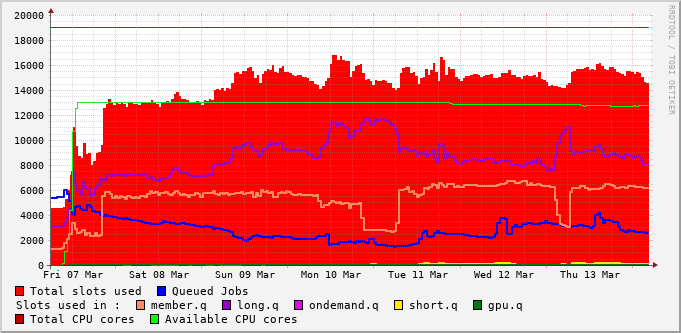 20000
18000
16000
14000
12000
10000
8000
6000
4000
2000
0
Fri 07 Mar Sat 08 Mar Sun 09 Mar Mon 10 Mar Tue 11 Mar Wed 12 Mar Thu 13 Mar
Total slots used Queued Jobs
Slots used in : member.q long.q ondemand.q short.q gpu.q
Total CPU cores Available CPU cores
RRDTOOL / TOBI OETIKER